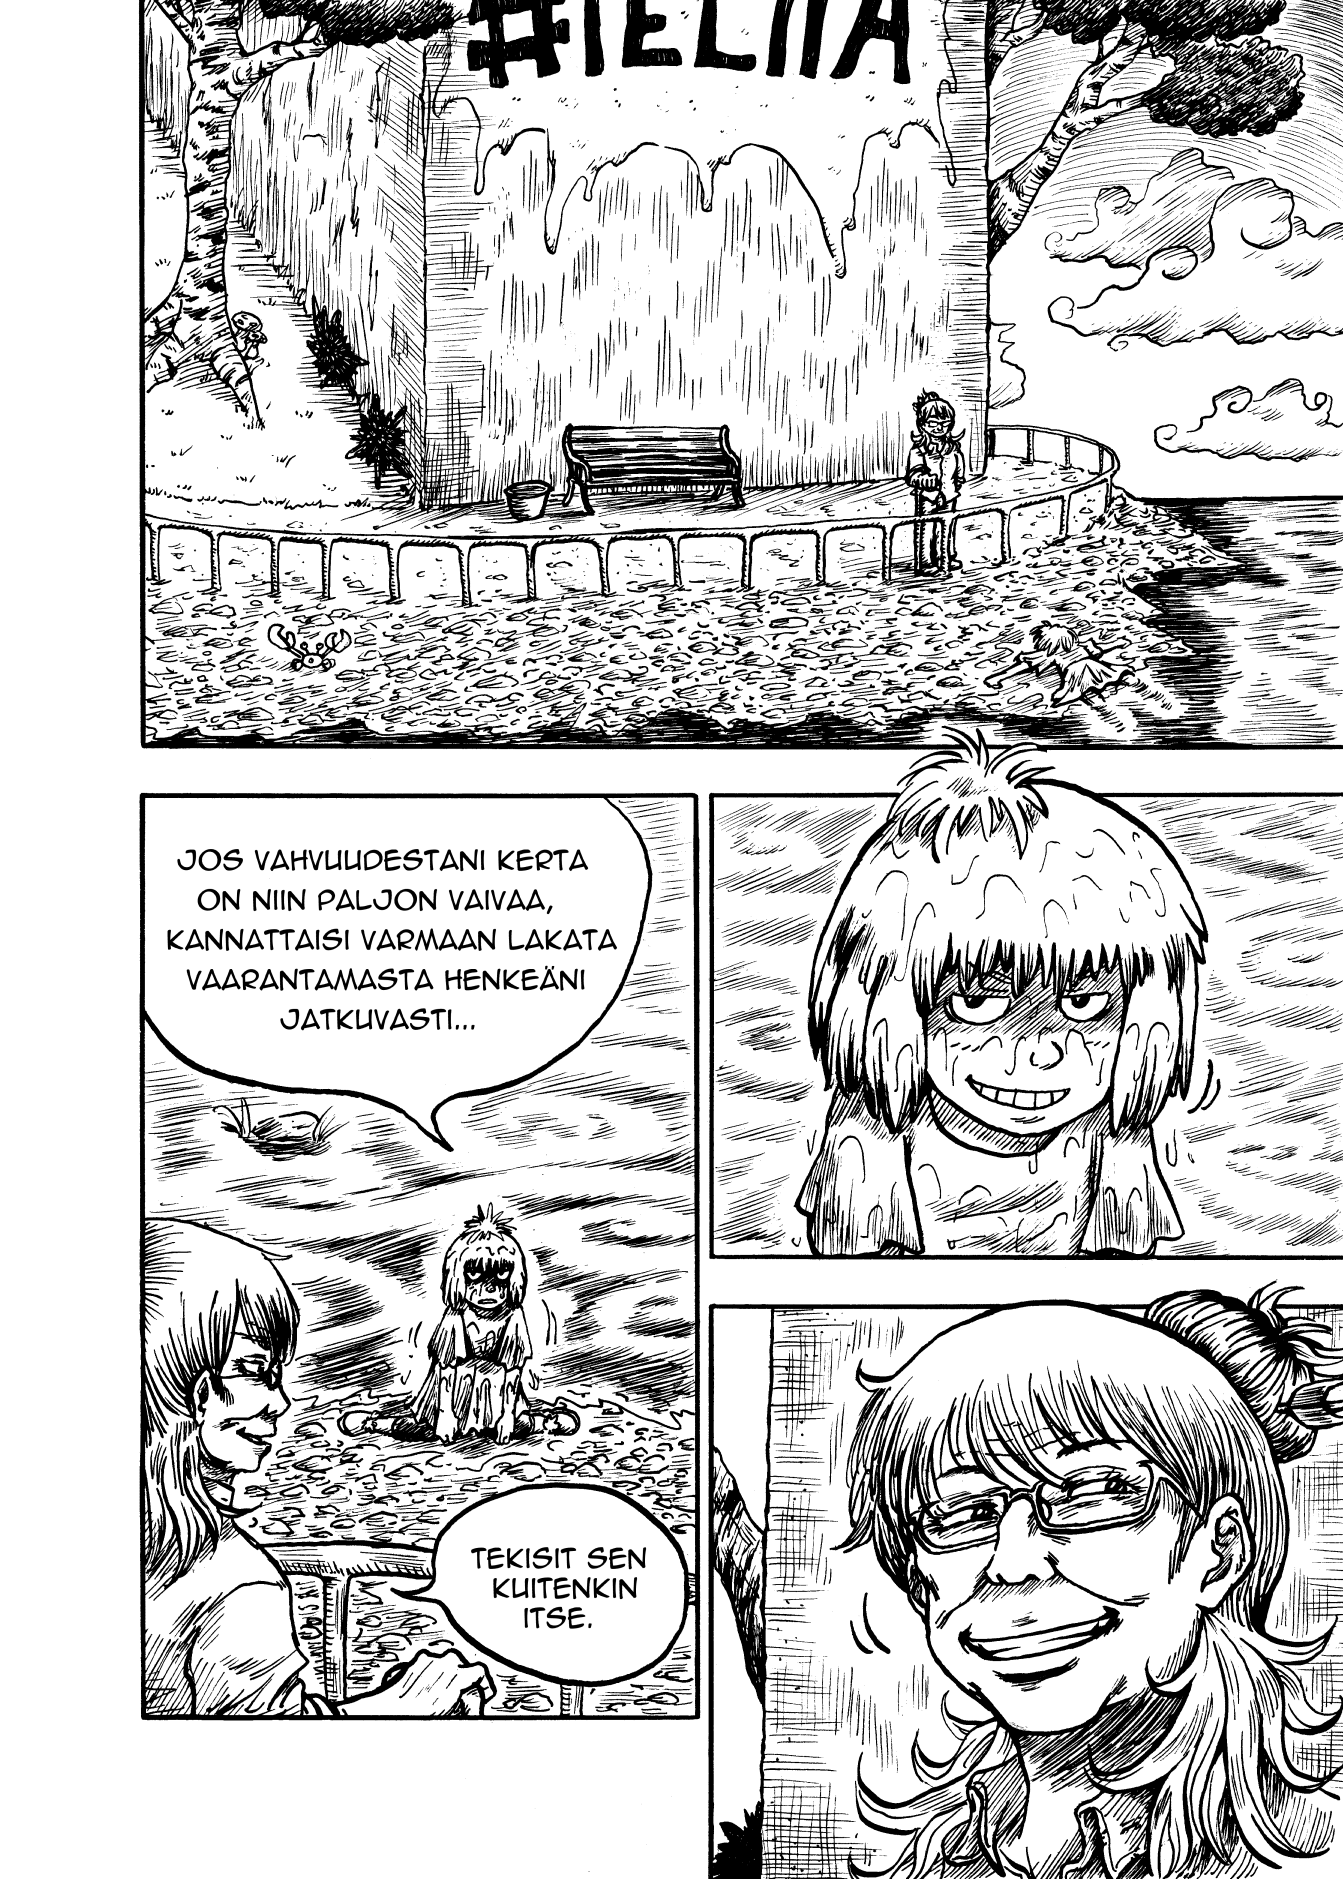 JOS VAHVUUDESTANI KERTA
ON NIIN PALJON VAIVAA,
KANNATTAISI VARMAAN LAKATA
VAARANTAMASTA HENKEÄNI
JATKUVASTI...
TEKISIT SEN
KUITENKIN
ITSE.